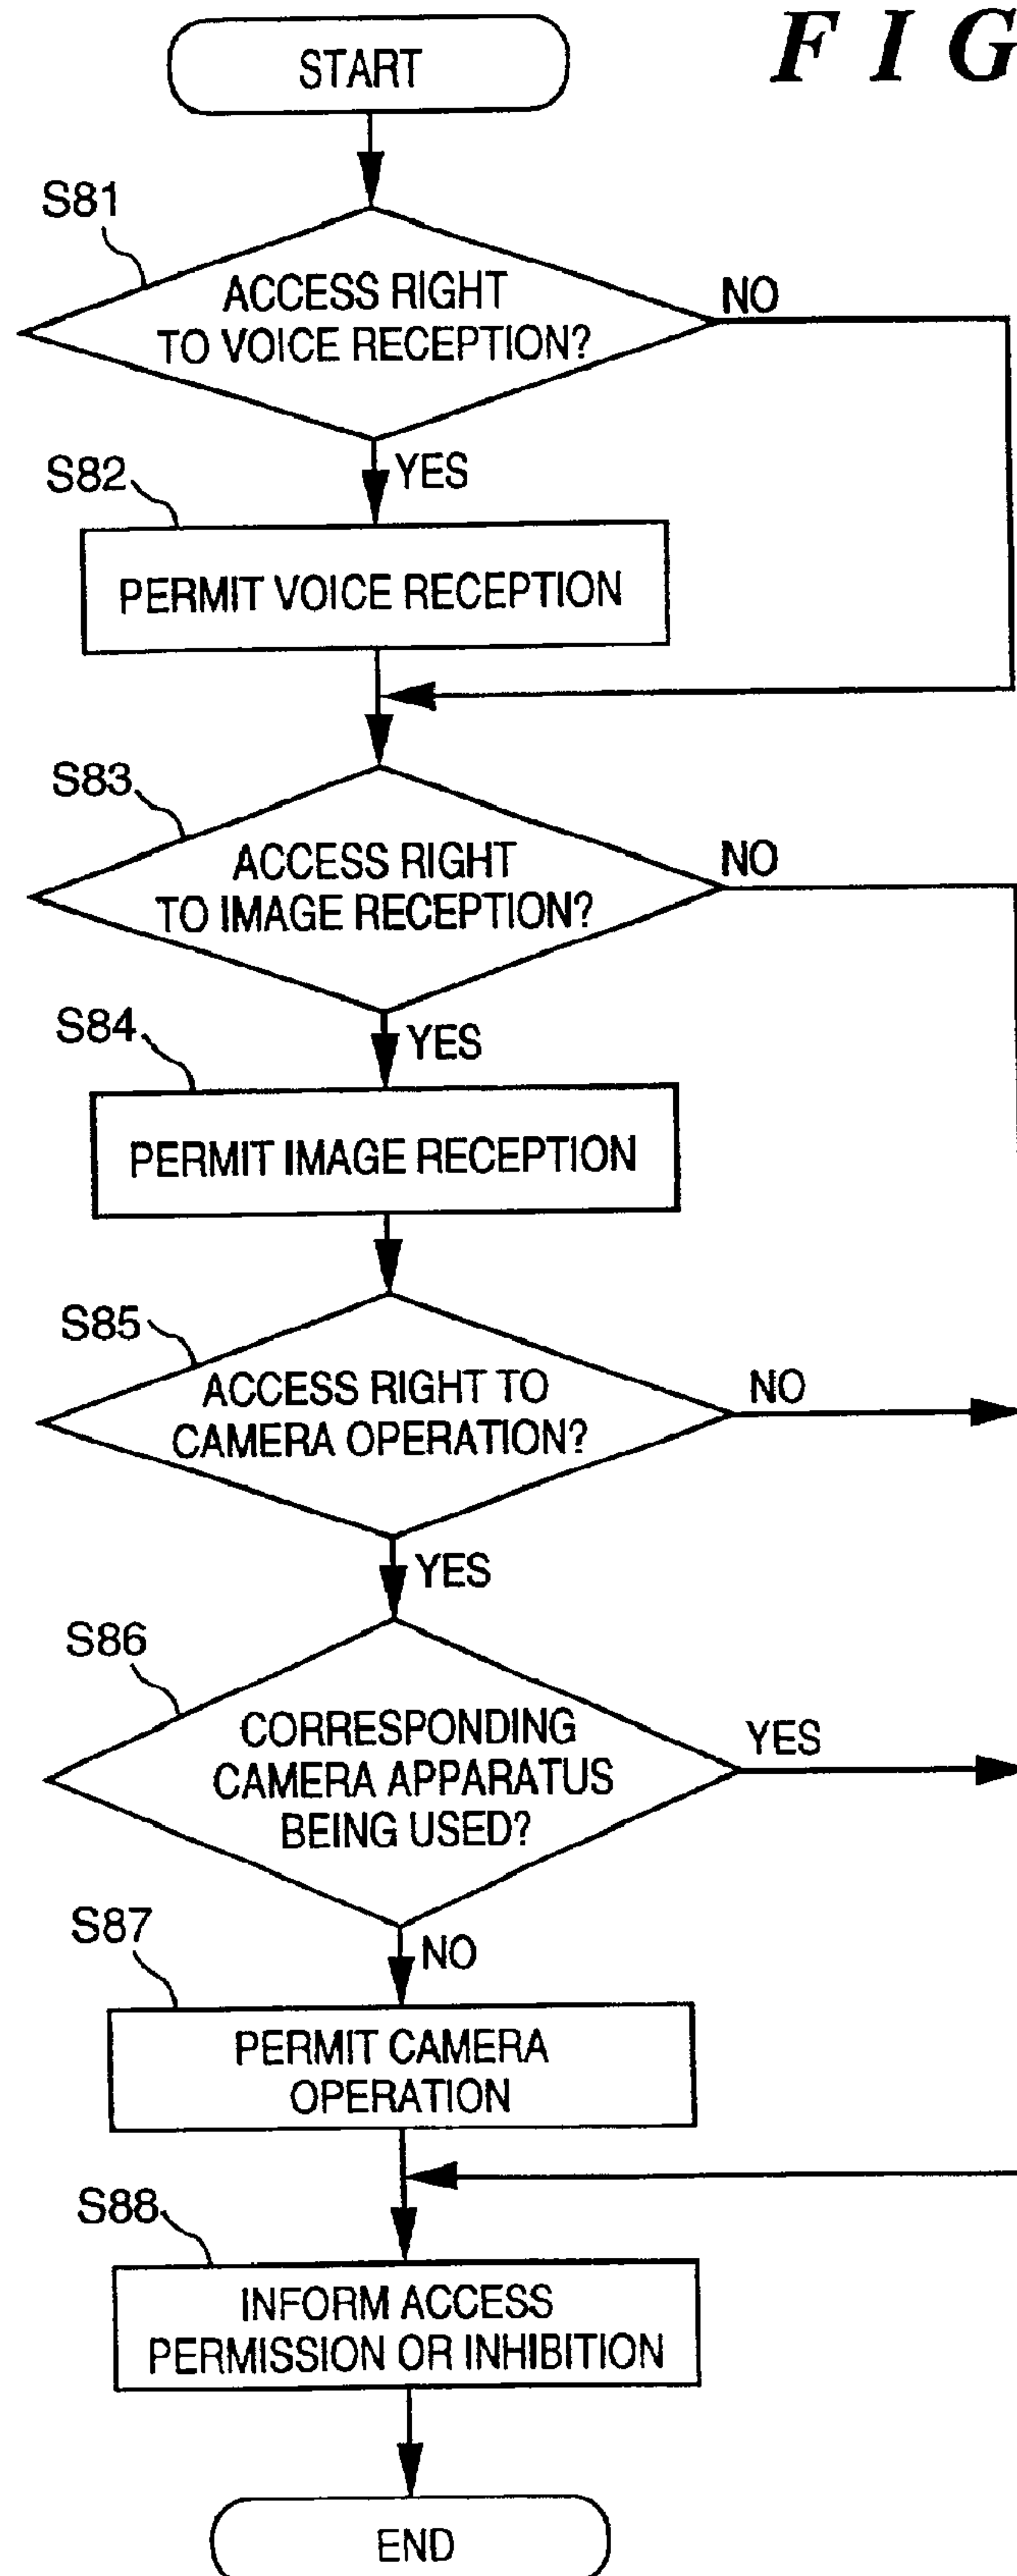 START
FIG
S81
ACCESS RIGHT
TO VOICE RECEPTION?
NO
YES
S82
PERMIT VOICE RECEPTION
S83
ACCESS RIGHT
TO IMAGE RECEPTION?
NO
YES
S84
PERMIT IMAGE RECEPTION
S85
ACCESS RIGHT TO
CAMERA OPERATION?
NO
YES
S86
CORRESPONDING
CAMERA APPARATUS
BEING USED?
YES
NO
S87
PERMIT CAMERA
OPERATION
S88
INFORM ACCESS
PERMISSION OR INHIBITION
END